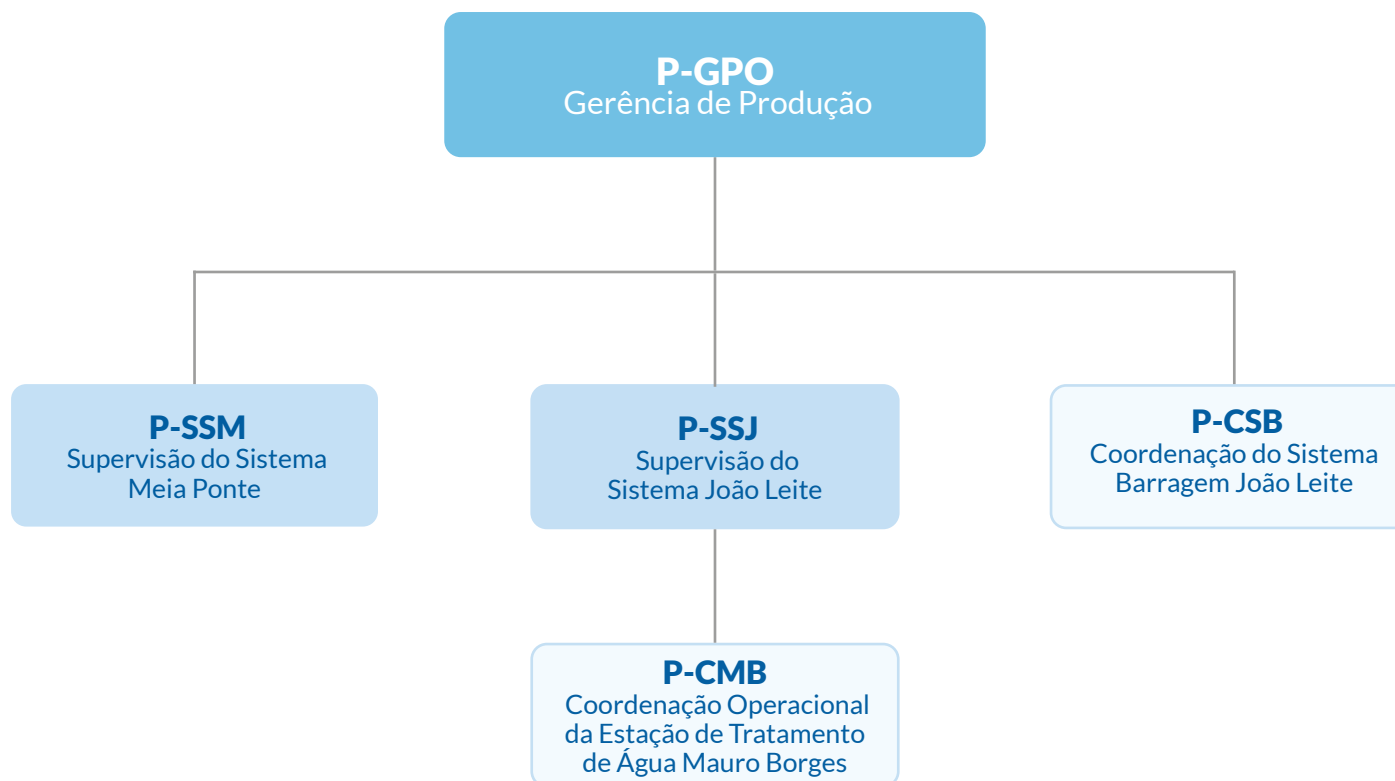 P-GPO
Gerência de Produção
P-SSM
Supervisão do Sistema
Meia Ponte
P-SSJ
Supervisão do
Sistema João Leite
P-CSB
Coordenação do Sistema
Barragem João Leite
P-CMB
Coordenação Operacional
da Estação de Tratamento
de Água Mauro Borges